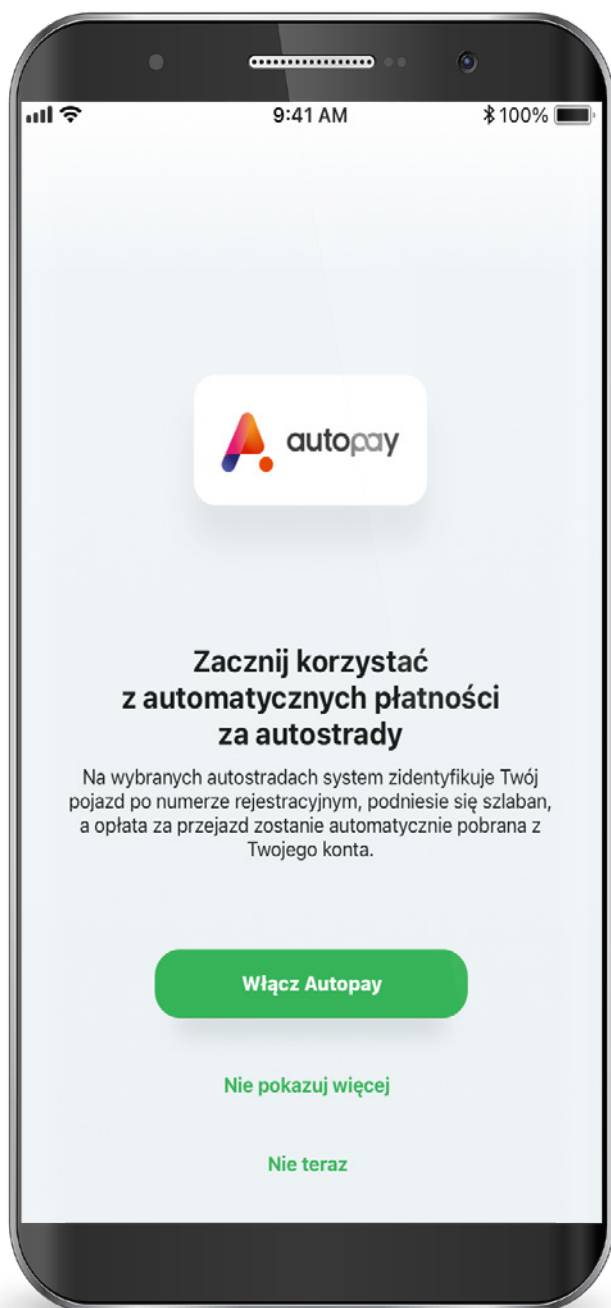 9:41 AM
100%
autopay
Zacznij korzystać
z automatycznych płatności
za autostrady
Na wybranych autostradach system zidentyfikuje Twój
pojazd po numerze rejestracyjnym, podniesie się szlaban,
a opłata za przejazd zostanie automatycznie pobrana z
Twojego konta.
Włącz Autopay
Nie pokazuj więcej
Nie teraz